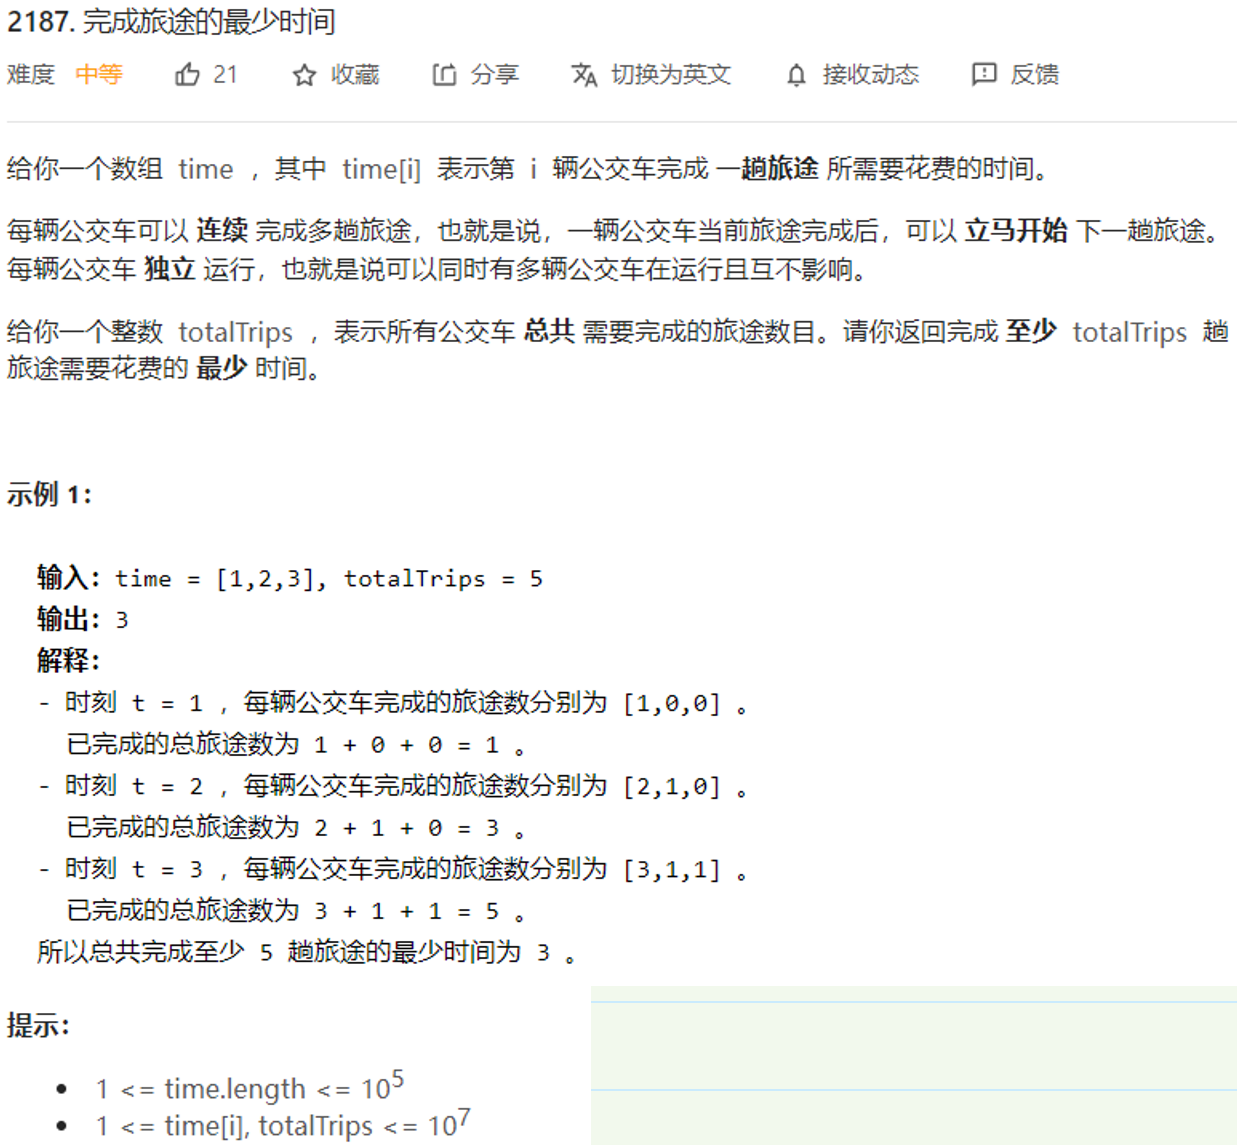 2187. 完成旅途的最少时间
难度 中等 21 收藏 分享 切换为英文 接收动态 反馈
给你一个数组 time ，其中 time[i] 表示第 i 辆公交车完成 一趟旅途 所需要花费的时间。
每辆公交车可以 连续 完成多趟旅途，也就是说，一辆公交车当前旅途完成后，可以 立马开始 下一趟旅途。
每辆公交车 独立 运行，也就是说可以同时有多辆公交车在运行且互不影响。
给你一个整数 totalTrips ，表示所有公交车 总共 需要完成的旅途数目。请你返回完成 至少 totalTrips 趟
旅途需要花费的 最少 时间。
示例 1：
输入：time = [1,2,3], totalTrips = 5
输出：3
解释：
- 时刻 t = 1 ，每辆公交车完成的旅途数分别为 [1,0,0] 。
已完成的总旅途数为 1 + 0 + 0 = 1 。
- 时刻 t = 2 ，每辆公交车完成的旅途数分别为 [2,1,0] 。
已完成的总旅途数为 2 + 1 + 0 = 3 。
- 时刻 t = 3 ，每辆公交车完成的旅途数分别为 [3,1,1] 。
已完成的总旅途数为 3 + 1 + 1 = 5 。
所以总共完成至少 5 趟旅途的最少时间为 3 。
提示：
• 1 <= time.length <= 10⁵
• 1 <= time[i], totalTrips <= 10⁷